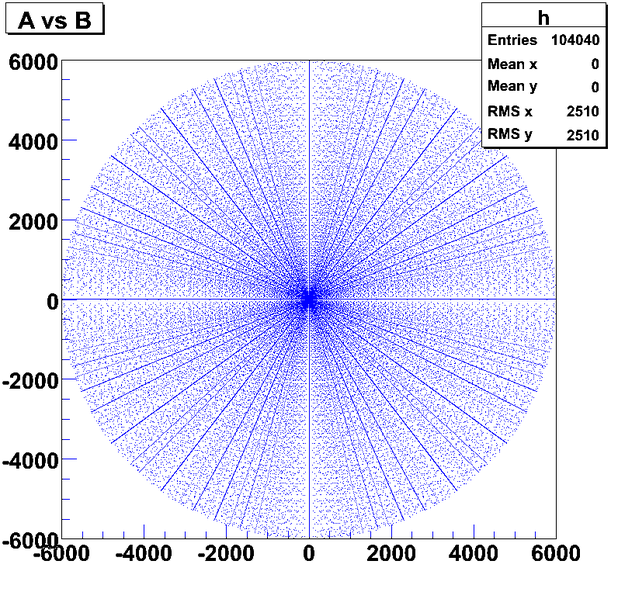 A vs B
h
Entries 104040
Mean x 0
Mean y 0
RMS x 2510
RMS y 2510
6000
4000
2000
0
-2000
-4000
-6000
-6000 -4000 -2000 0 2000 4000 6000